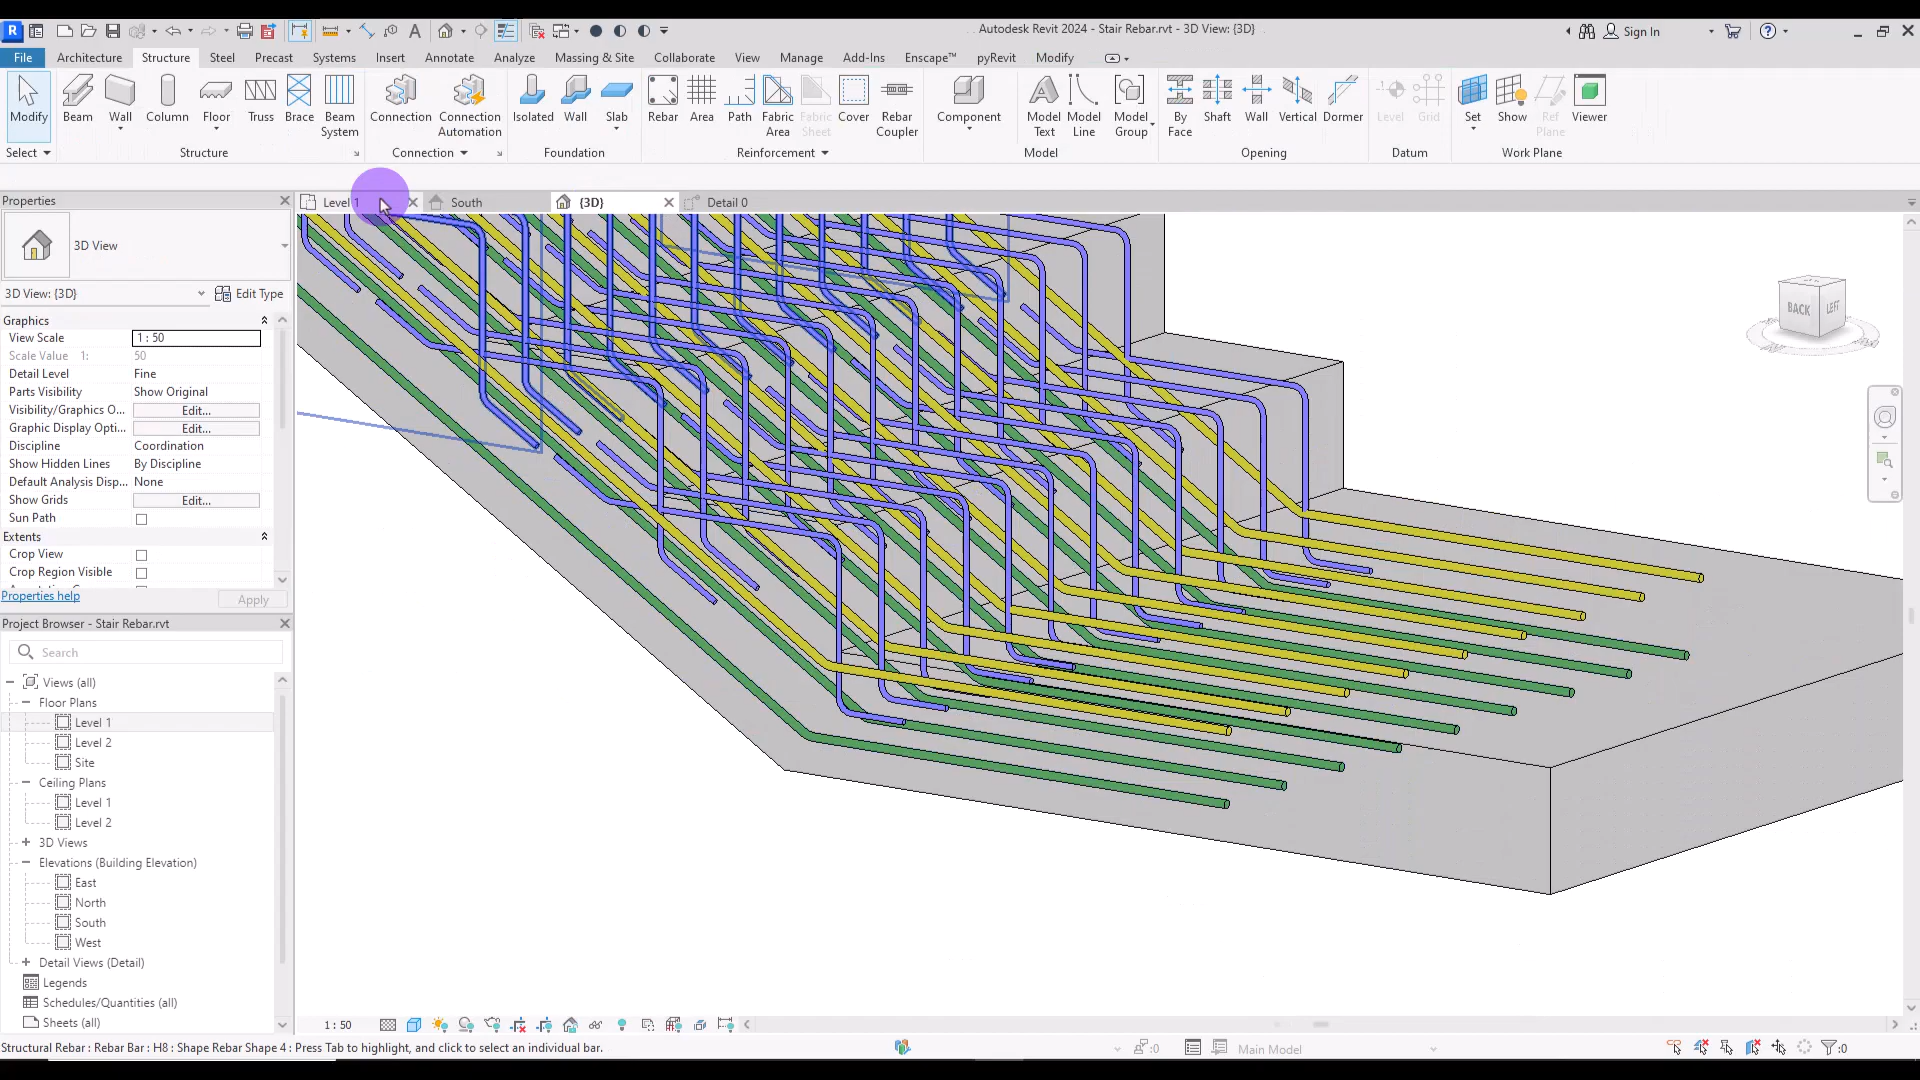 Autodesk Revit 2024 - Stair Rebar.rvt - 3D View: {3D}
Sign In
File Architecture Structure Steel Precast Systems Insert Annotate Analyze Massing & Site Collaborate View Manage Add-Ins Enscape™ pyRevit Modify
Modify Beam Wall Column Floor Truss Brace Beam System Connection Connection Automation Isolated Wall Slab Rebar Area Path Fabric Area Fabric Sheet Cover Rebar Coupler Component Model Text Model Line Model Group By Face Shaft Wall Vertical Dormer Level Grid Set Show Ref Plane Viewer
Select Structure Connection Foundation Reinforcement Model Opening Datum Work Plane
Properties
Level 1 South {3D} Detail 0
3D View
3D View: {3D} Edit Type
Graphics
View Scale 1 : 50
Scale Value 1: 50
Detail Level Fine
Parts Visibility Show Original
Visibility/Graphics O... Edit...
Graphic Display Opti... Edit...
Discipline Coordination
Show Hidden Lines By Discipline
Default Analysis Disp... None
Show Grids Edit...
Sun Path
Extents
Crop View
Crop Region Visible
Properties help Apply
Project Browser - Stair Rebar.rvt
Search
Views (all)
Floor Plans
Level 1
Level 2
Site
Ceiling Plans
Level 1
Level 2
3D Views
Elevations (Building Elevation)
East
North
South
West
Detail Views (Detail)
Legends
Schedules/Quantities (all)
Sheets (all)
BACK LEFT
1 : 50
Structural Rebar : Rebar Bar : H8 : Shape Rebar Shape 4 : Press Tab to highlight, and click to select an individual bar.
:0
Main Model
:0